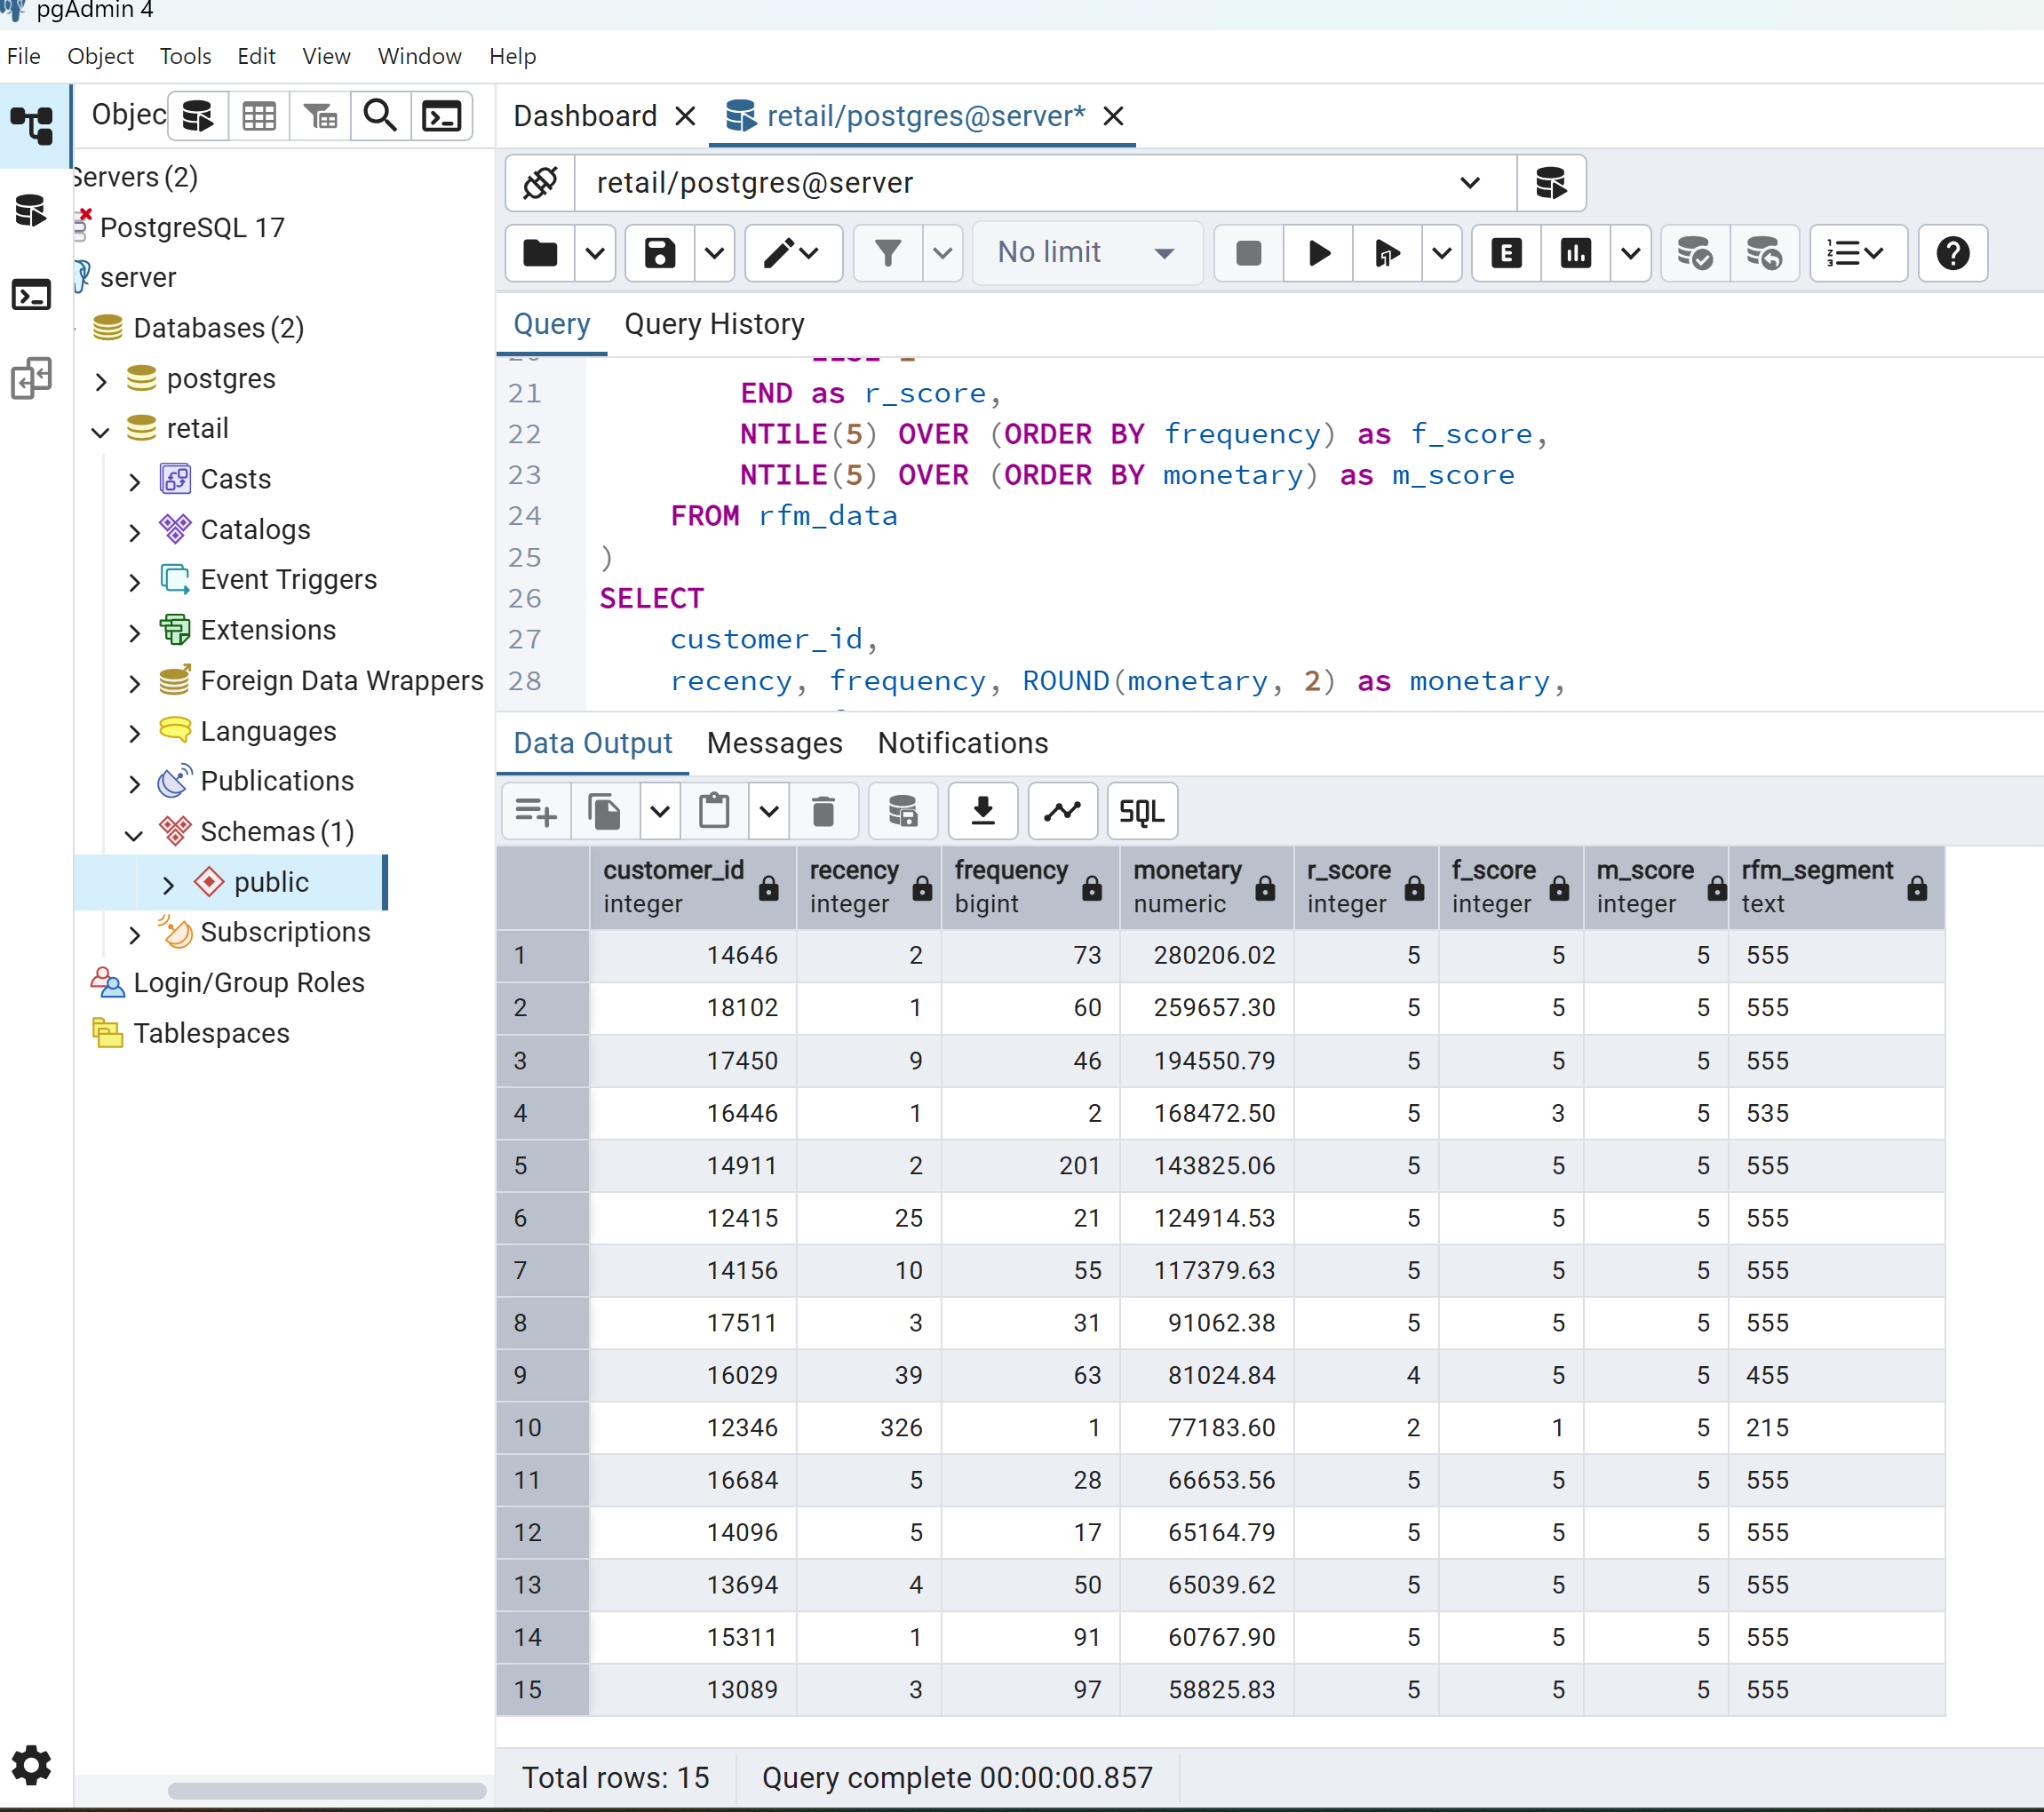 pgAdmin 4
File Object Tools Edit View Window Help
Objec
Dashboard retail/postgres@server*
Servers (2)
PostgreSQL 17
server
Databases (2)
postgres
retail
Casts
Catalogs
Event Triggers
Extensions
Foreign Data Wrappers
Languages
Publications
Schemas (1)
public
Subscriptions
Login/Group Roles
Tablespaces
retail/postgres@server
No limit
E
Query Query History
20 ELSE 1
21 END as r_score,
22 NTILE(5) OVER (ORDER BY frequency) as f_score,
23 NTILE(5) OVER (ORDER BY monetary) as m_score
24 FROM rfm_data
25 )
26 SELECT
27 customer_id,
28 recency, frequency, ROUND(monetary, 2) as monetary,
Data Output Messages Notifications
SQL
customer_id recency frequency monetary r_score f_score m_score rfm_segment
integer integer bigint numeric integer integer integer text
1 14646 2 73 280206.02 5 5 5 555
2 18102 1 60 259657.30 5 5 5 555
3 17450 9 46 194550.79 5 5 5 555
4 16446 1 2 168472.50 5 3 5 535
5 14911 2 201 143825.06 5 5 5 555
6 12415 25 21 124914.53 5 5 5 555
7 14156 10 55 117379.63 5 5 5 555
8 17511 3 31 91062.38 5 5 5 555
9 16029 39 63 81024.84 4 5 5 455
10 12346 326 1 77183.60 2 1 5 215
11 16684 5 28 66653.56 5 5 5 555
12 14096 5 17 65164.79 5 5 5 555
13 13694 4 50 65039.62 5 5 5 555
14 15311 1 91 60767.90 5 5 5 555
15 13089 3 97 58825.83 5 5 5 555
Total rows: 15 Query complete 00:00:00.857